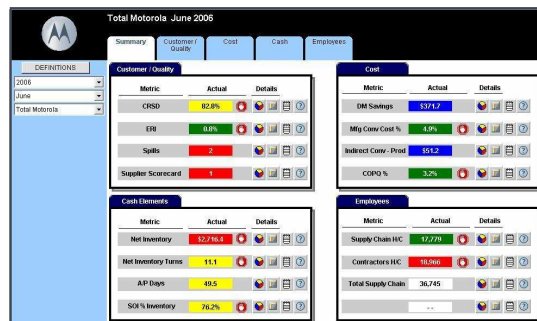 Total Motorola June 2006
Summary
Customer /
Quality
Cost
Cash
Employees
DEFINITIONS
2006
June
Total Motorola
Customer / Quality
Metric Actual Details
CRSD 82.8%
ERI 0.8%
Spills 2
Supplier Scorecard 1
Cost
Metric Actual Details
DM Savings $371.7
Mfg Conv Cost % 4.9%
Indirect Conv - Prod $51.2
COPQ % 3.2%
Cash Elements
Metric Actual Details
Net Inventory $2,716.4
Net Inventory Turns 11.1
A/P Days 49.5
SOI % Inventory 76.2%
Employees
Metric Actual Details
Supply Chain H/C 17,779
Contractors H/C 18,966
Total Supply Chain 36,745
- -